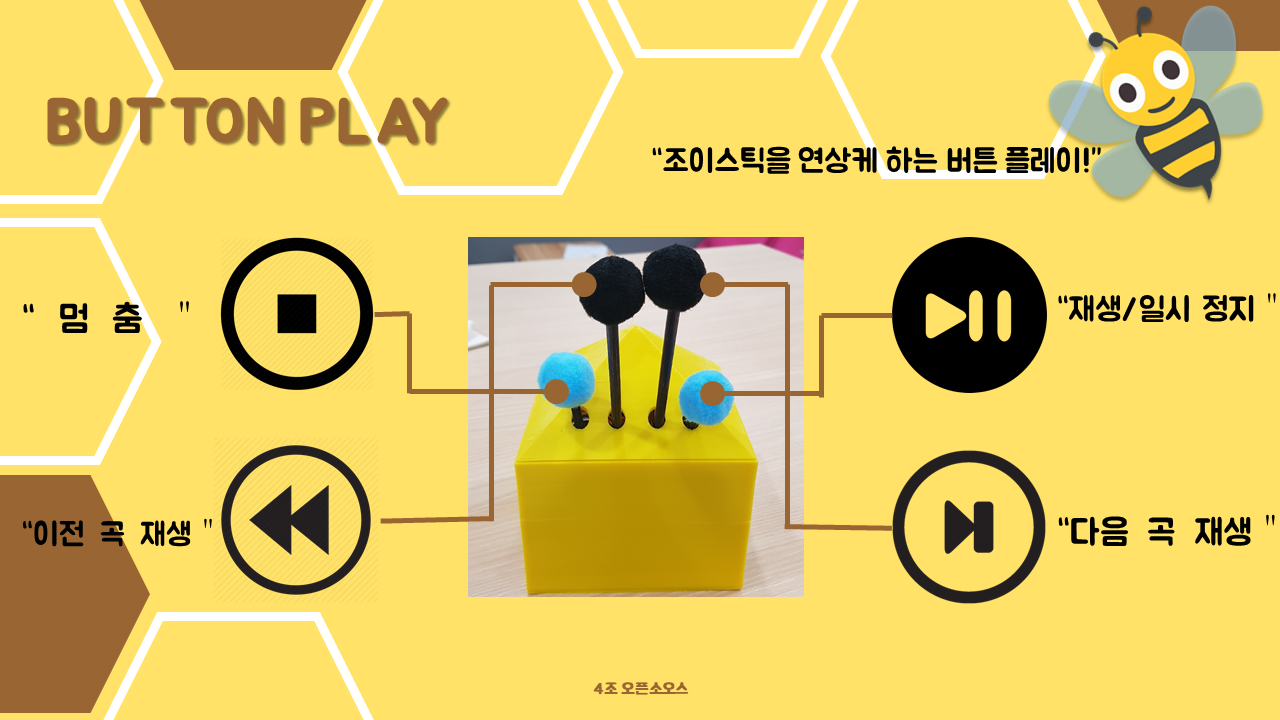 BUTTON PLAY
“조이스틱을 연상케 하는 버튼 플레이!”
“ 멈 춤 "
“재생/일시 정지 "
“이전 곡 재생 "
“다음 곡 재생 "
4조 오픈소오스